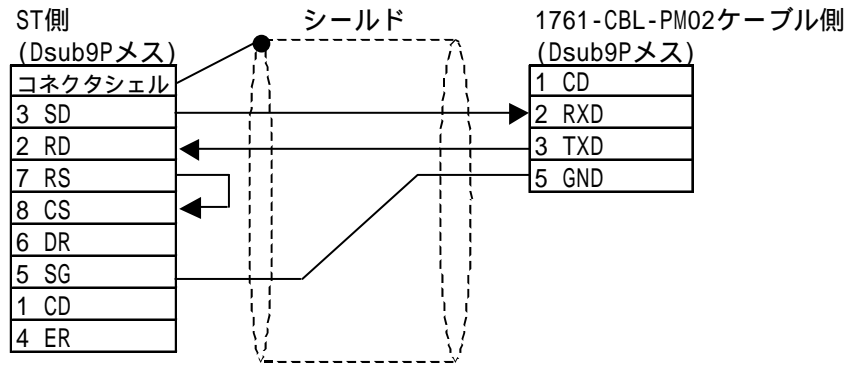 ST側
(Dsub9Pメス)
コネクタシェル
3 SD
2 RD
7 RS
8 CS
6 DR
5 SG
1 CD
4 ER
シールド
1761-CBL-PM02ケーブル側
(Dsub9Pメス)
1 CD
2 RXD
3 TXD
5 GND